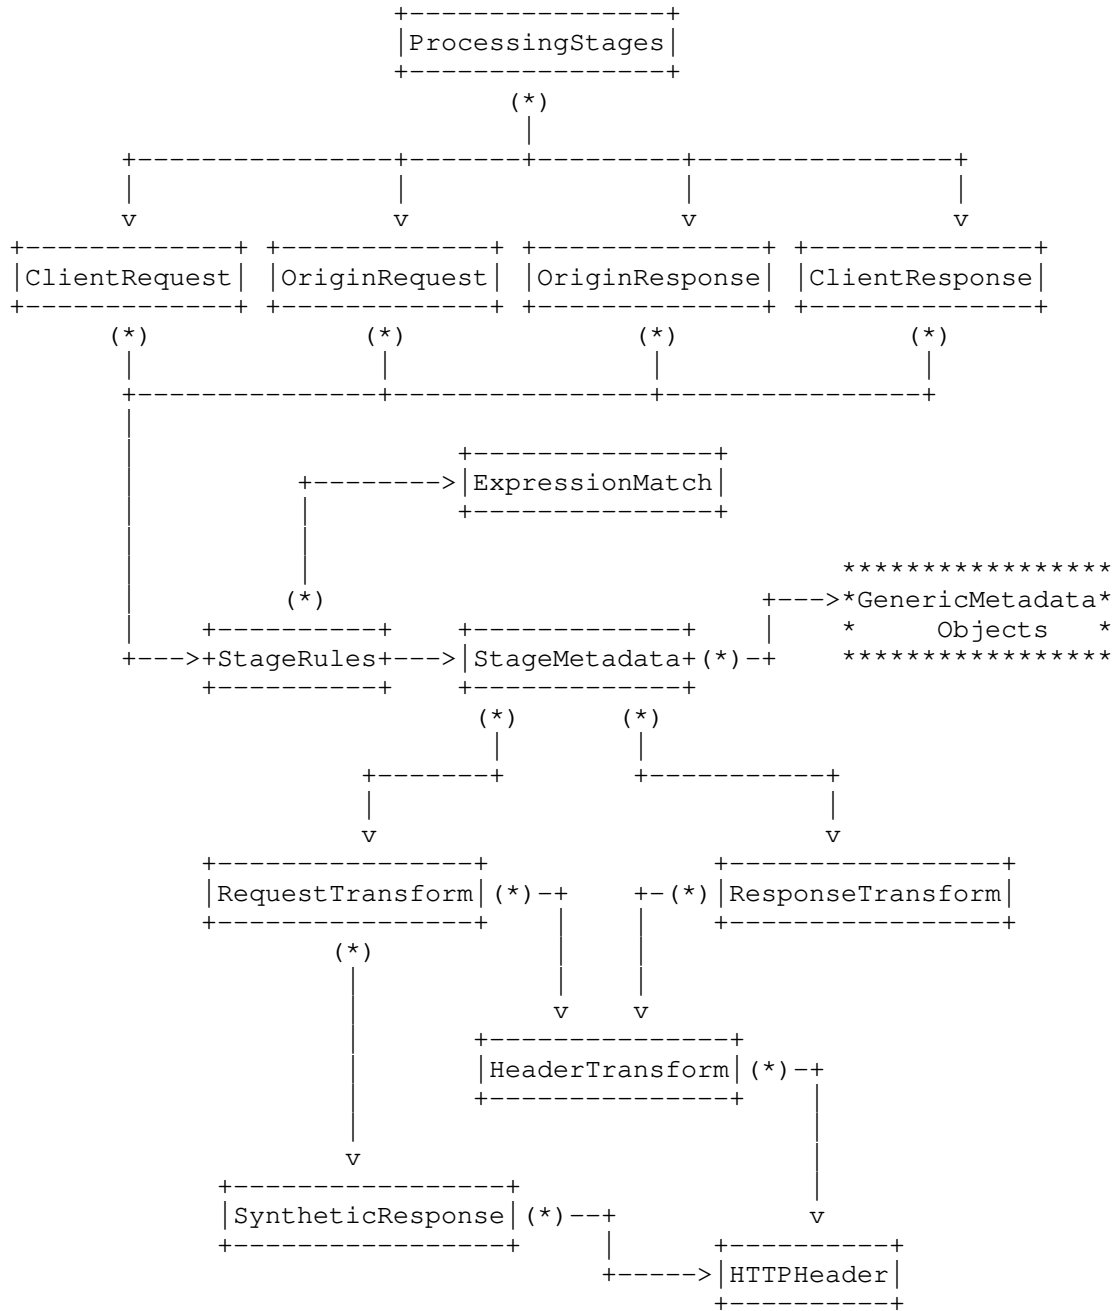 ProcessingStages
(*)
ClientRequest OriginRequest OriginResponse ClientResponse
(*) (*) (*) (*)
ExpressionMatch
(*)
*****************
*GenericMetadata*
* Objects *
StageRules StageMetadata (*)
*****************
(*) (*)
RequestTransform (*) (*) ResponseTransform
(*)
HeaderTransform (*)
SyntheticResponse (*)
HTTPHeader